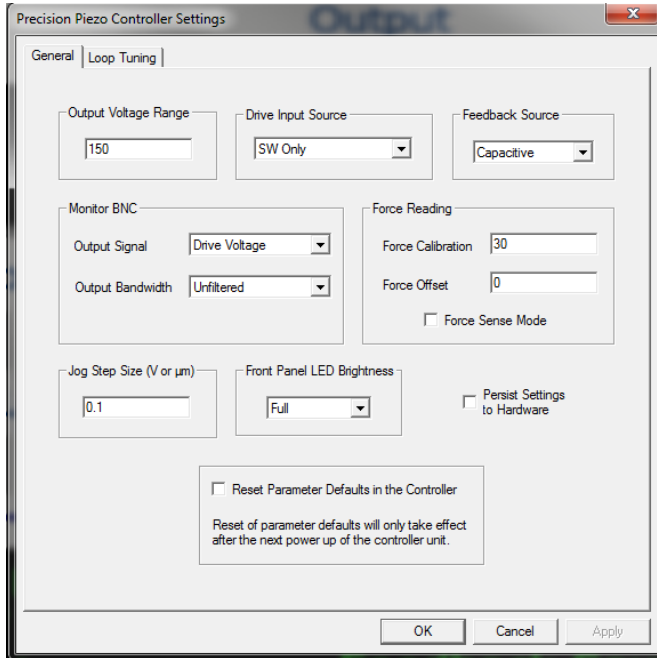 Output
Precision Piezo Controller Settings
General
Loop Tuning
Output Voltage Range
150
Drive Input Source
SW Only
Feedback Source
Capacitive
Monitor BNC
Output Signal
Drive Voltage
Output Bandwidth
Unfiltered
Force Reading
Force Calibration
30
Force Offset
0
Force Sense Mode
Jog Step Size (V or µm)
0.1
Front Panel LED Brightness
Full
Persist Settings
to Hardware
Reset Parameter Defaults in the Controller
Reset of parameter defaults will only take effect
after the next power up of the controller unit.
OK
Cancel
Apply